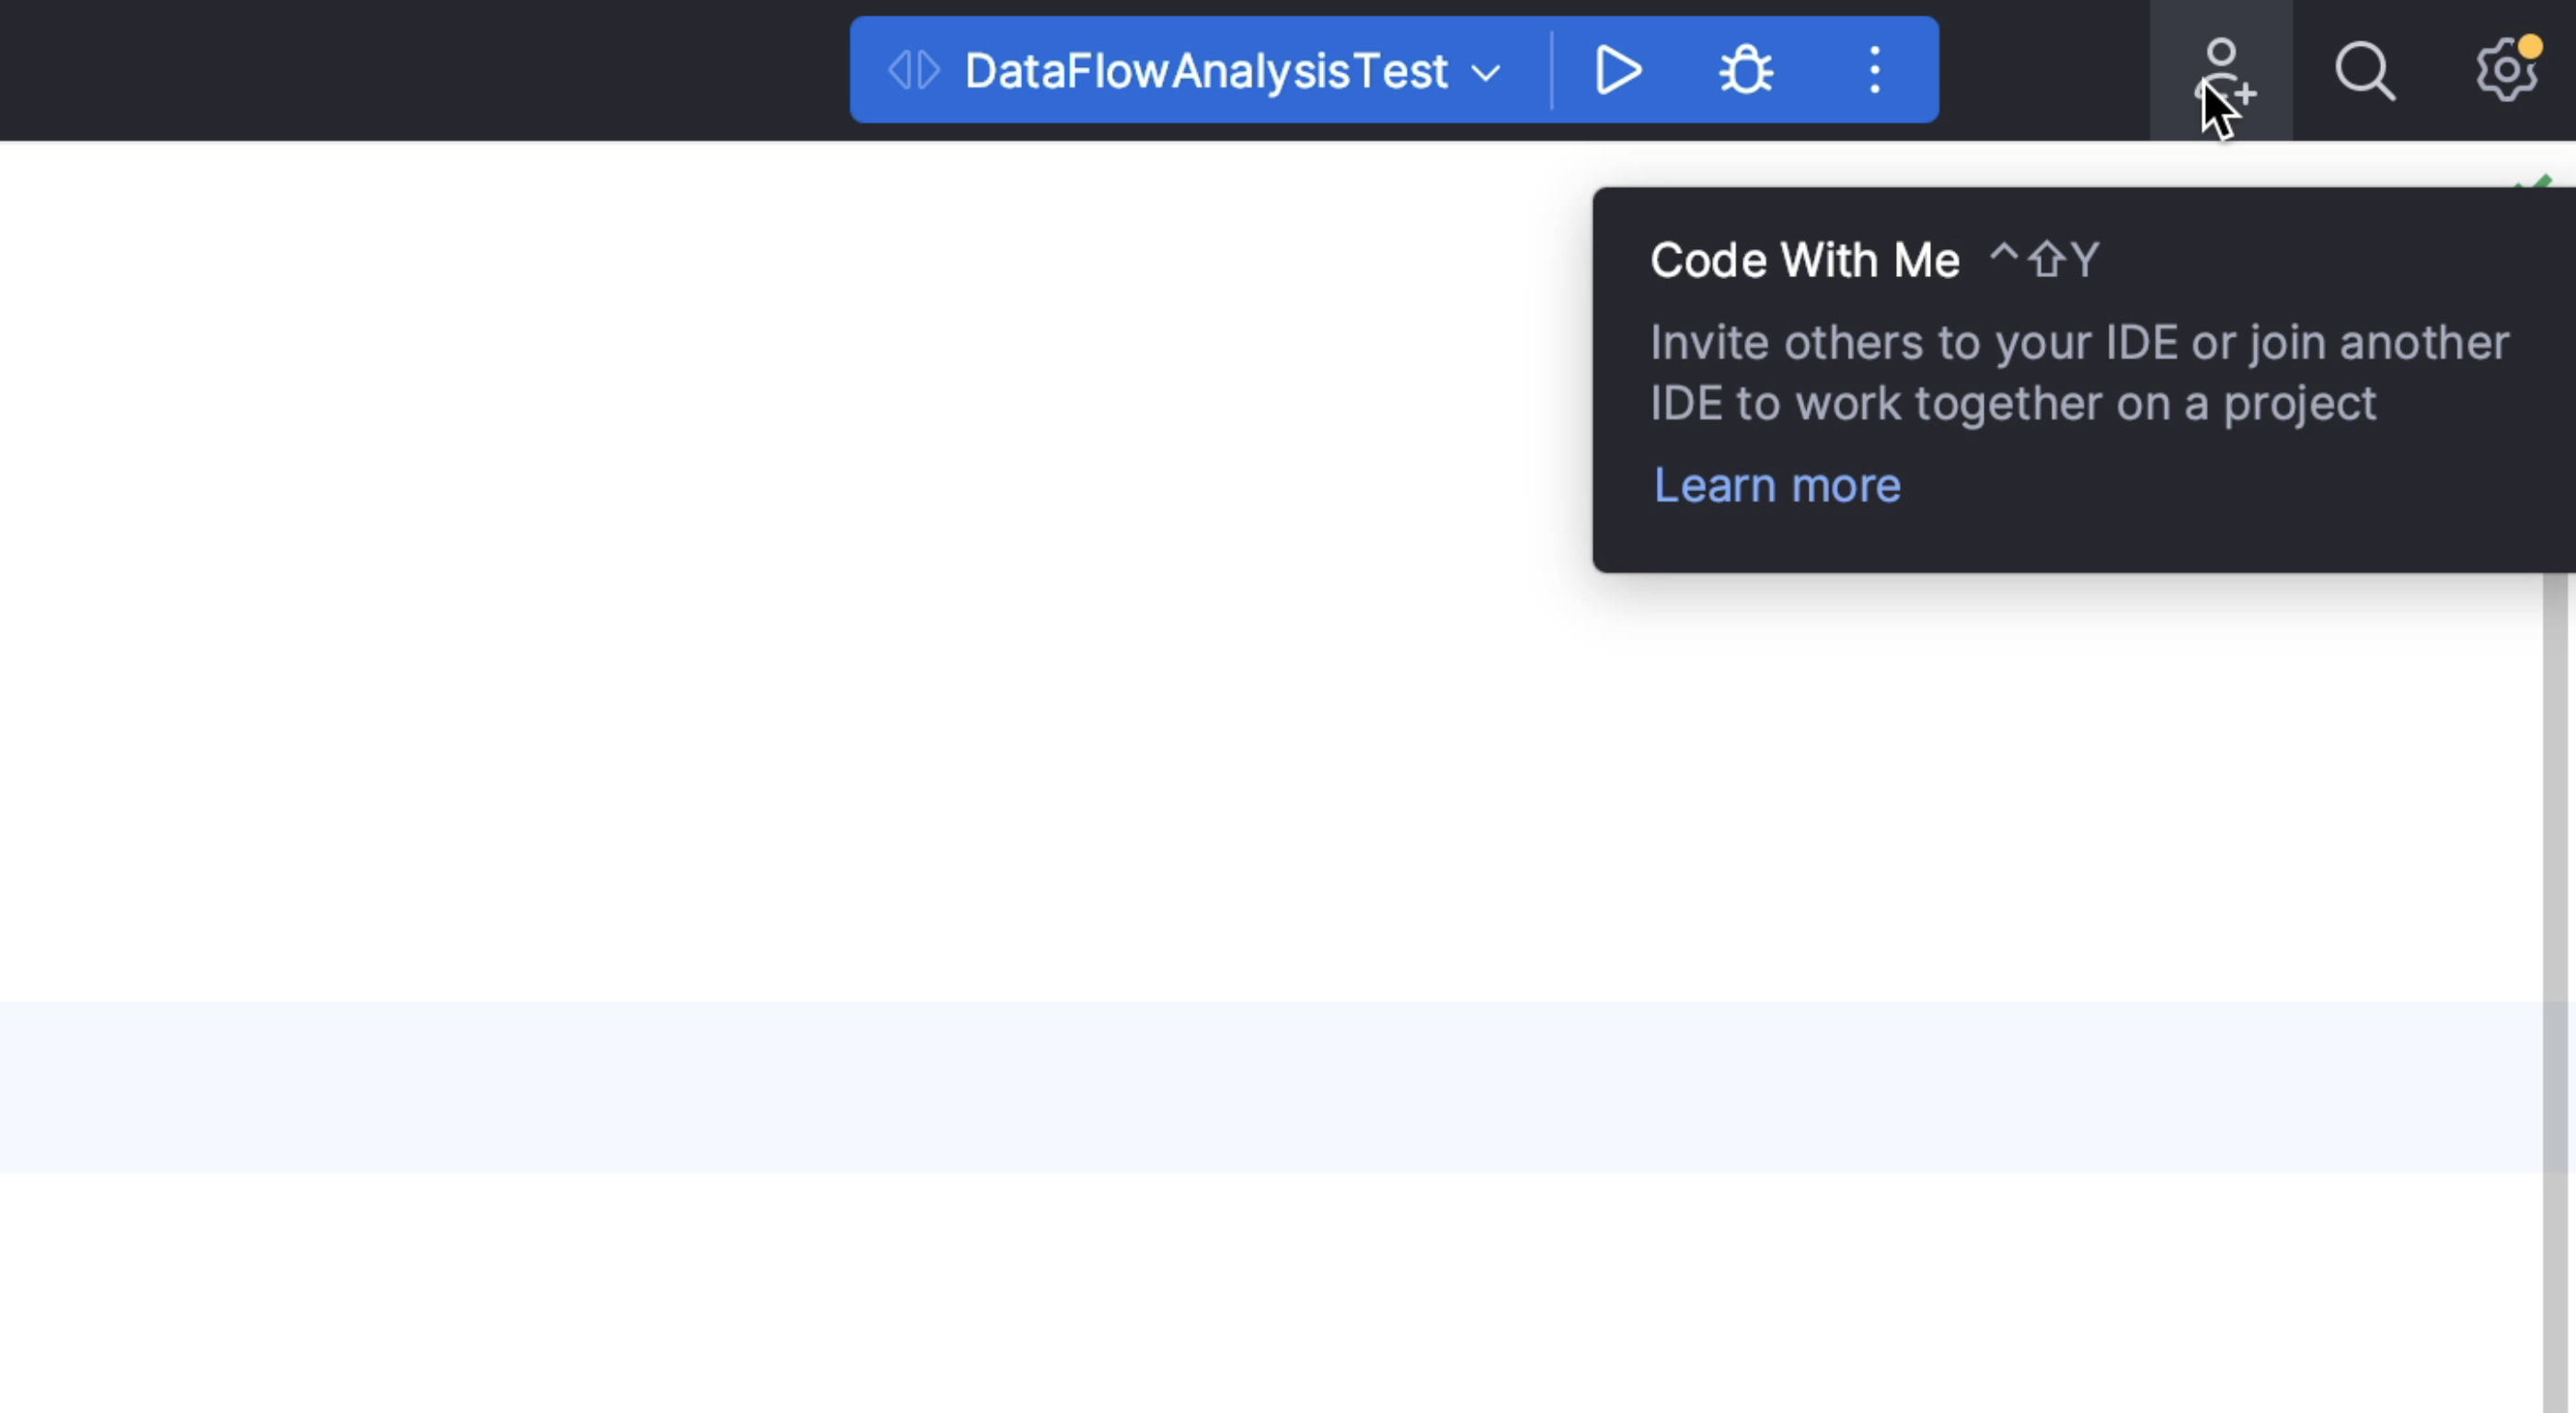 DataFlowAnalysisTest
Code With Me ⌃⇧Y
Invite others to your IDE or join another
IDE to work together on a project
Learn more